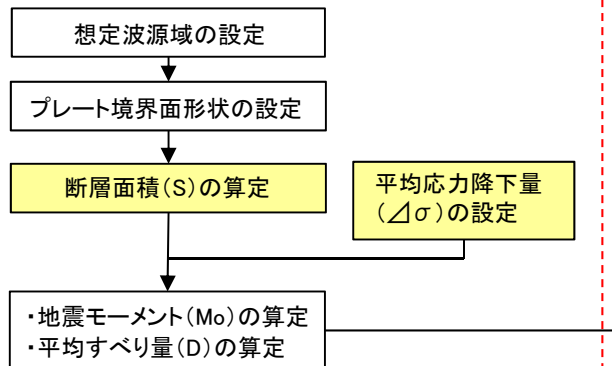 想定波源域の設定
プレート境界面形状の設定
断層面積(S)の算定
平均応力降下量
(⊿σ)の設定
・地震モーメント(Mo)の算定
・平均すべり量(D)の算定